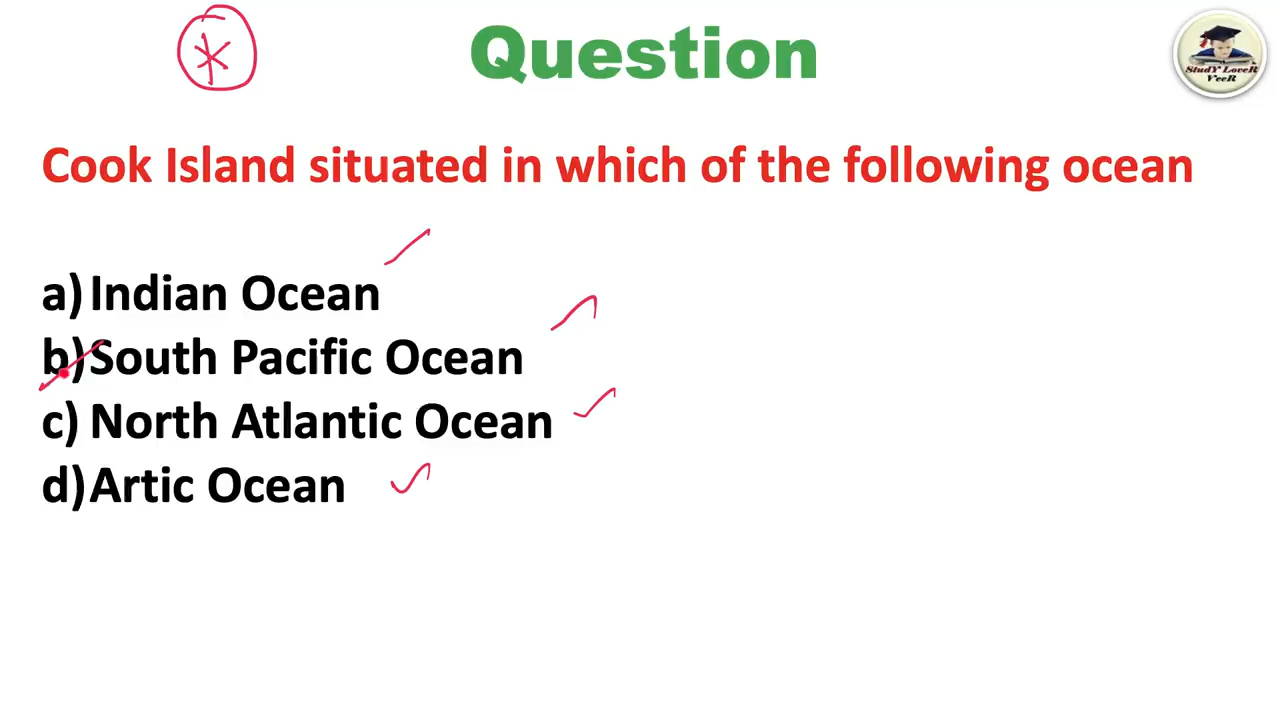 Question
StudY LoveR
VeeR
Cook Island situated in which of the following ocean
a) Indian Ocean
b) South Pacific Ocean
c) North Atlantic Ocean
d) Artic Ocean